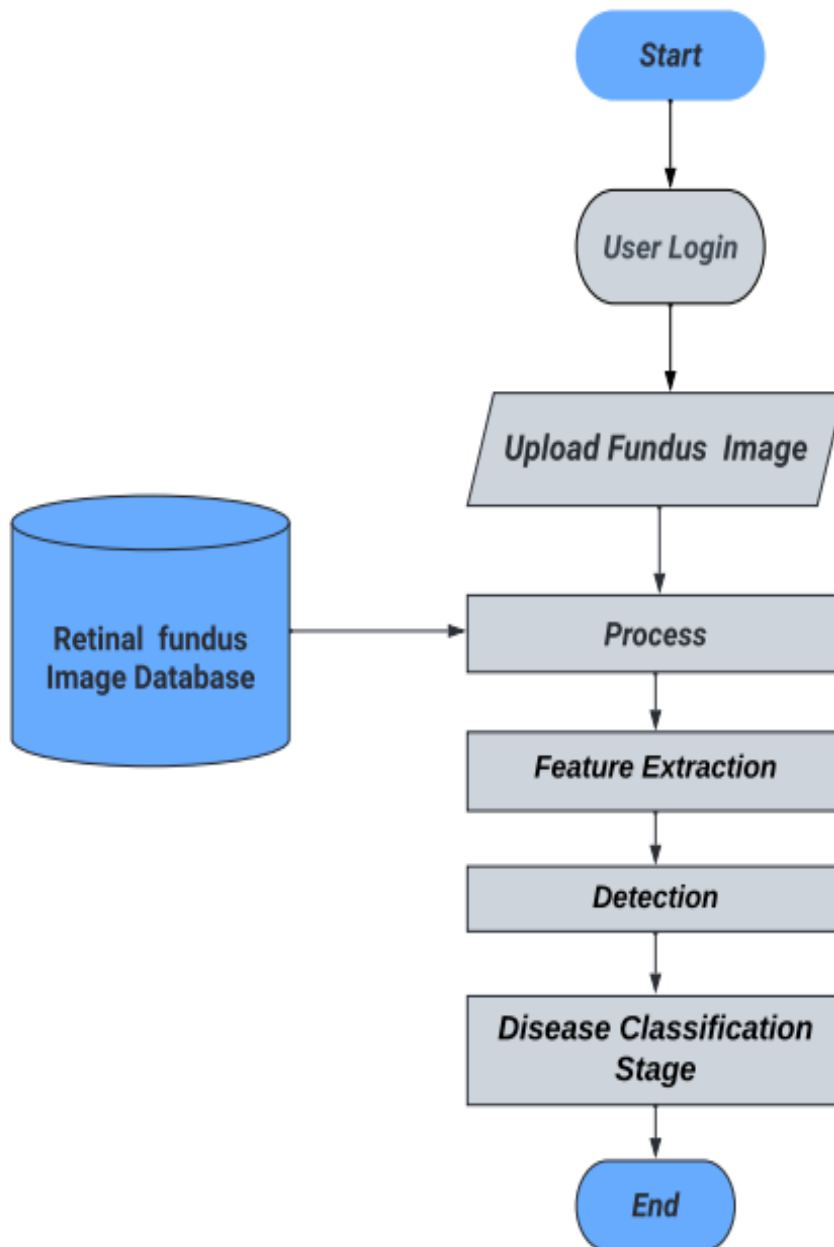 Start
User Login
Upload Fundus Image
Retinal fundus
Image Database
Process
Feature Extraction
Detection
Disease Classification
Stage
End